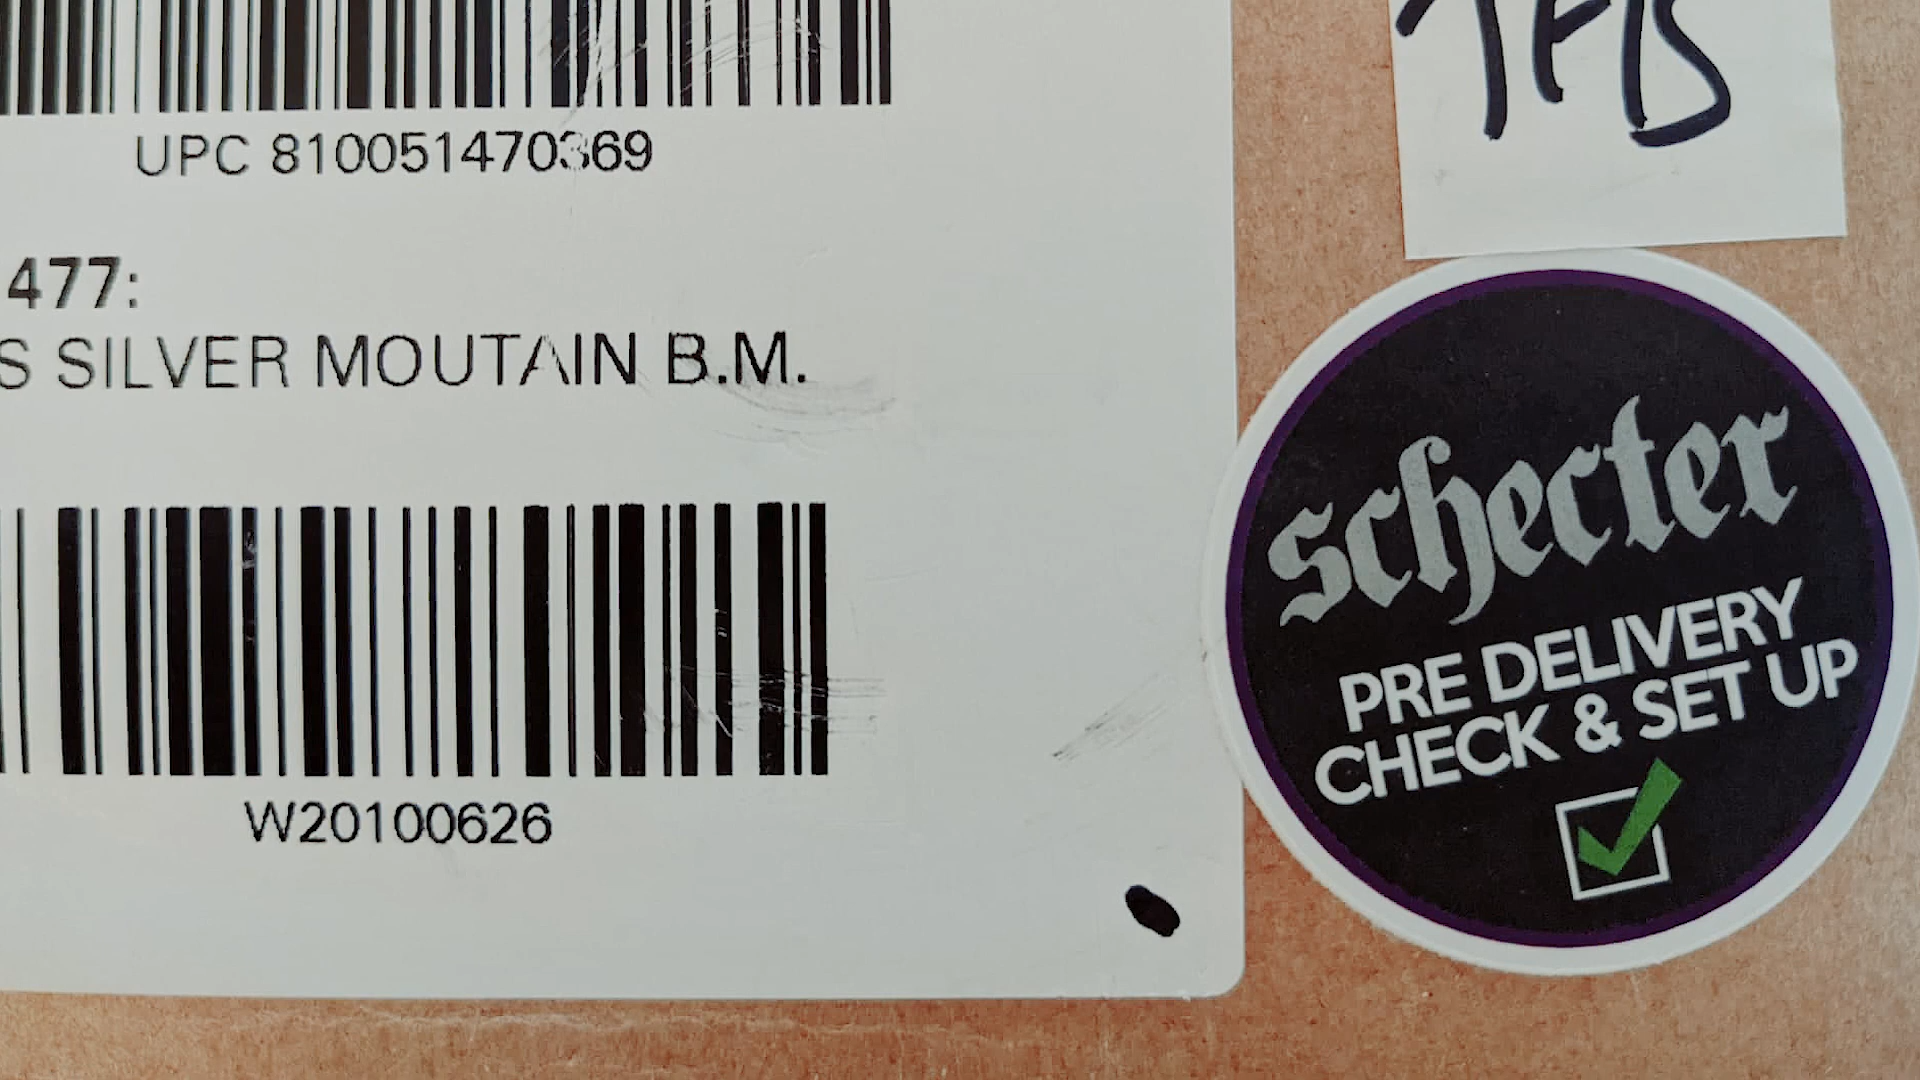 UPC 810051470369
477:
S SILVER MOUTAIN B.M.
W20100626
schecter
PRE DELIVERY
CHECK & SET UP